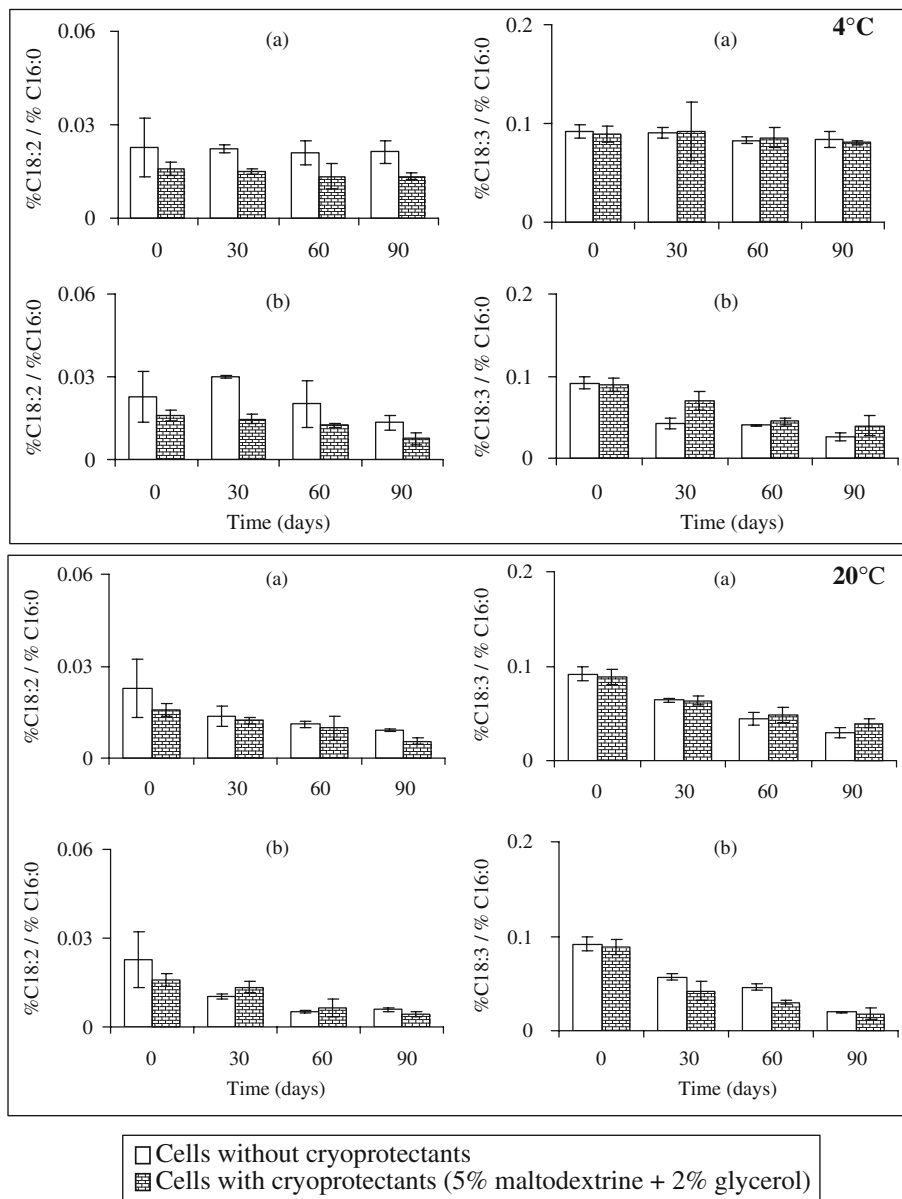 (a)
%C18:2 / % C16:0
0.06
0.03
0
0 30 60 90
(a) 4°C
%C18:3 / % C16:0
0.2
0.1
0
0 30 60 90
(b)
%C18:2 / %C16:0
0.06
0.03
0
0 30 60 90
Time (days)
(b)
%C18:3 / % C16:0
0.2
0.1
0
0 30 60 90
Time (days)
(a)
%C18:2 / % C16:0
0.06
0.03
0
0 30 60 90
(a) 20°C
%C18:3 / % C16:0
0.2
0.1
0
0 30 60 90
(b)
%C18:2 / % C16:0
0.06
0.03
0
0 30 60 90
Time (days)
(b)
%C18:3 / % C16:0
0.2
0.1
0
0 30 60 90
Time (days)
Cells without cryoprotectants
Cells with cryoprotectants (5% maltodextrine + 2% glycerol)